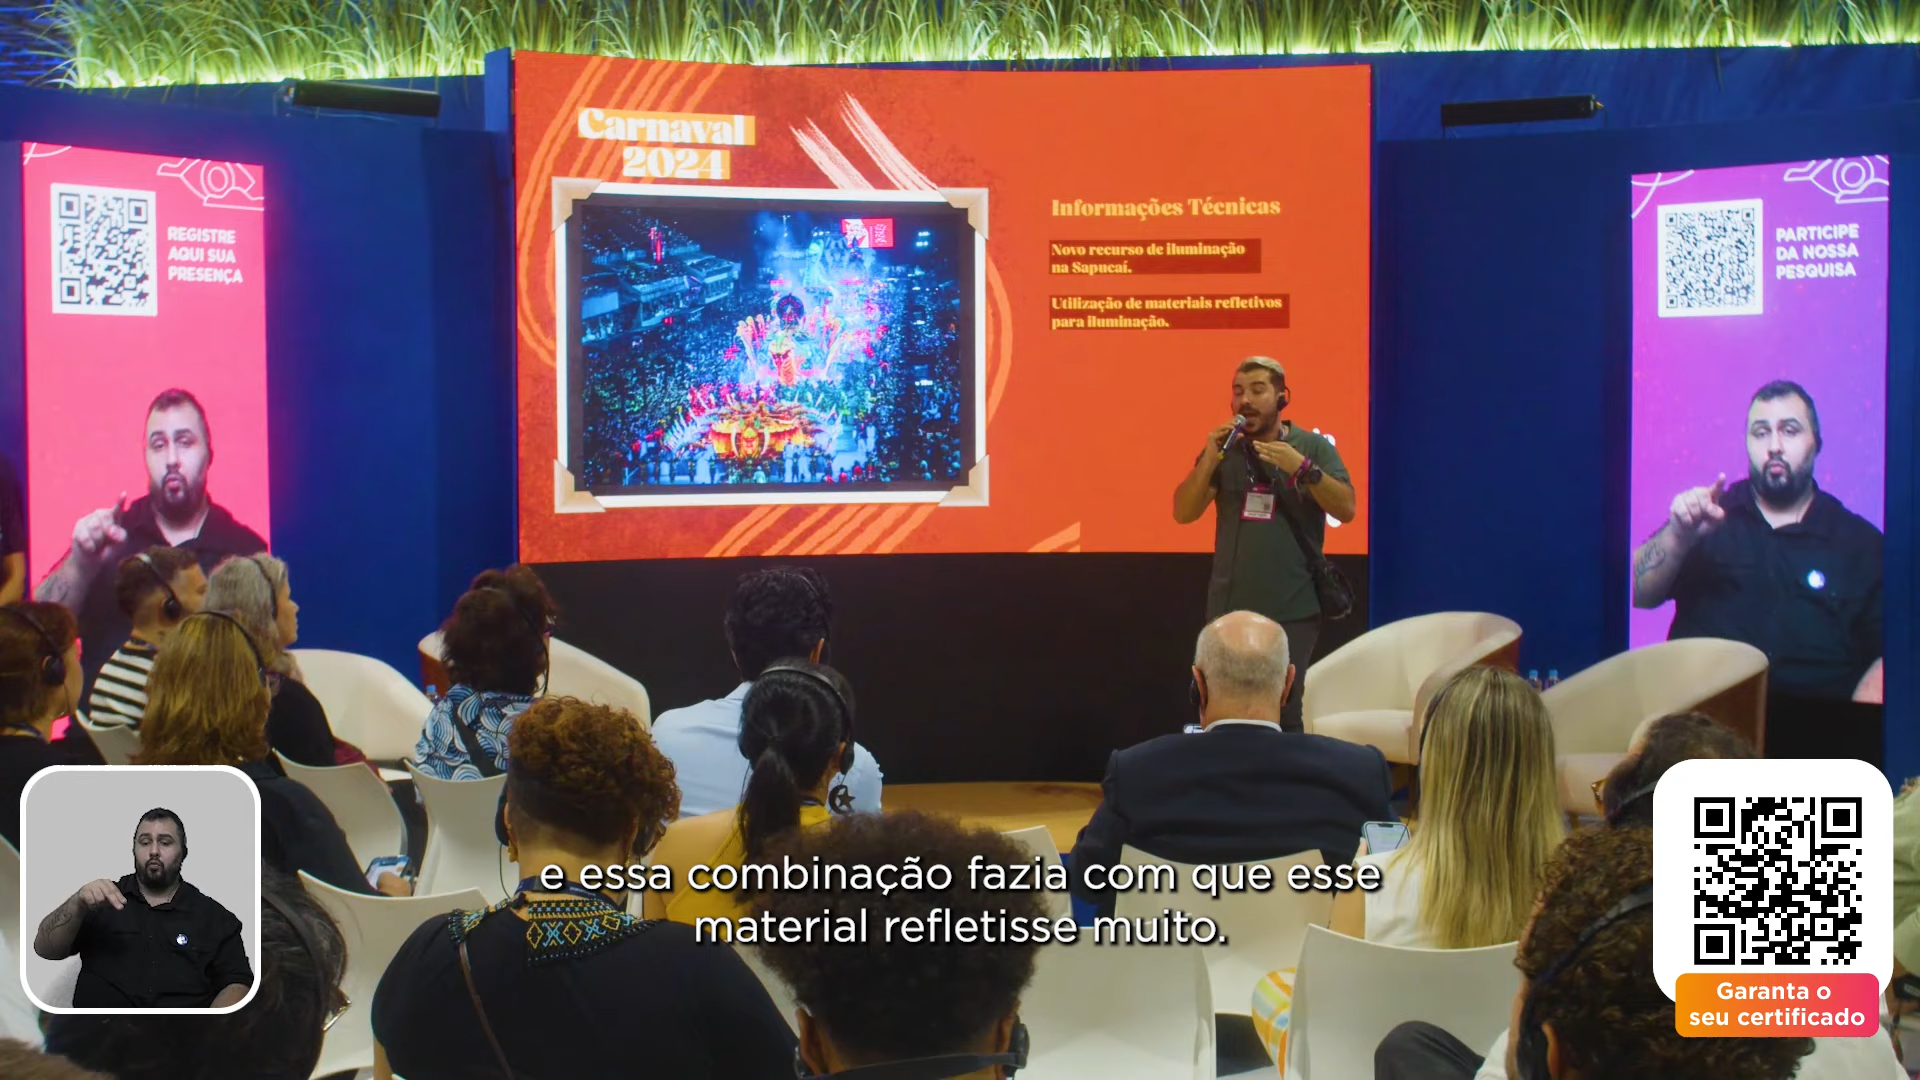 Carnaval
2024
Informações Técnicas
Novo recurso de iluminação
na Sapucaí.
Utilização de materiais refletivos
para iluminação.
REGISTRE
AQUI SUA
PRESENÇA
PARTICIPE
DA NOSSA
PESQUISA
e essa combinação fazia com que esse
material refletisse muito.
Garanta o
seu certificado